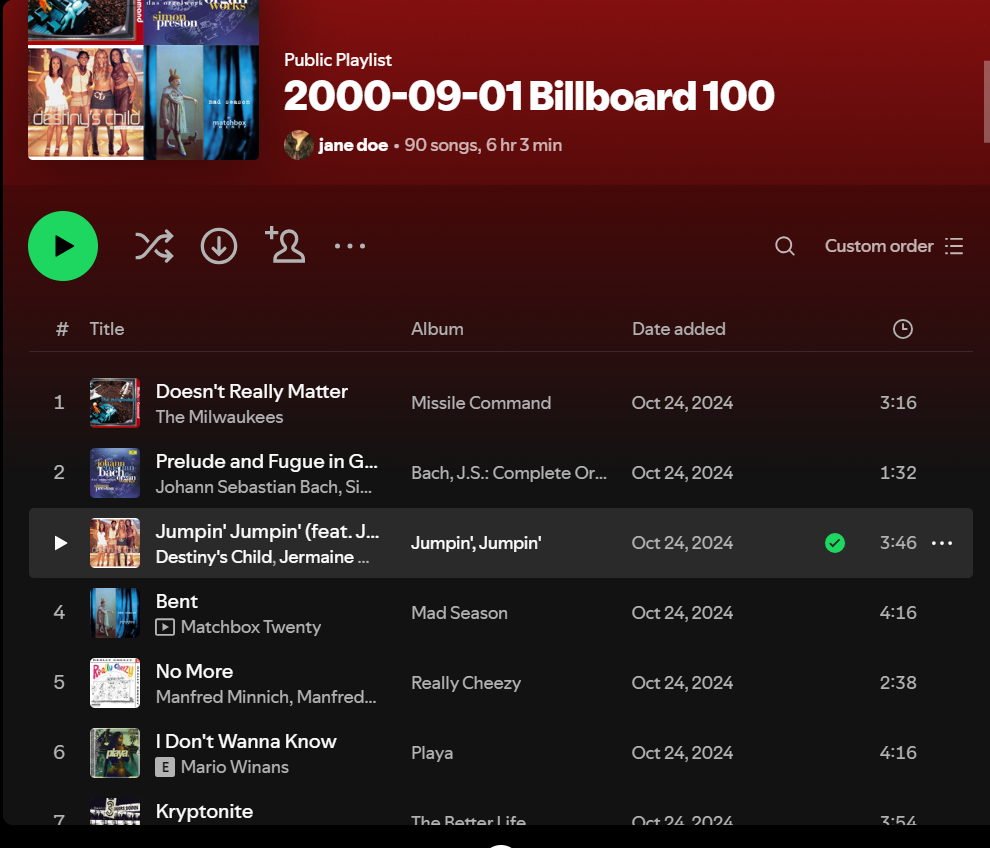 das orgelwerk
organ
WORKS
simon
preston
destiny's child
mad season
matchbox
TWENTY
Public Playlist
2000-09-01 Billboard 100
jane doe • 90 songs, 6 hr 3 min
Custom order
# Title Album Date added
1 Doesn't Really Matter Missile Command Oct 24, 2024 3:16
The Milwaukees
2 Prelude and Fugue in G... Bach, J.S.: Complete Or... Oct 24, 2024 1:32
Johann Sebastian Bach, Si...
Jumpin' Jumpin' (feat. J... Jumpin', Jumpin' Oct 24, 2024 3:46
Destiny's Child, Jermaine ...
4 Bent Mad Season Oct 24, 2024 4:16
Matchbox Twenty
5 No More Really Cheezy Oct 24, 2024 2:38
Manfred Minnich, Manfred...
6 I Don't Wanna Know Playa Oct 24, 2024 4:16
E Mario Winans
7 Kryptonite The Better Life Oct 24, 2024 3:54